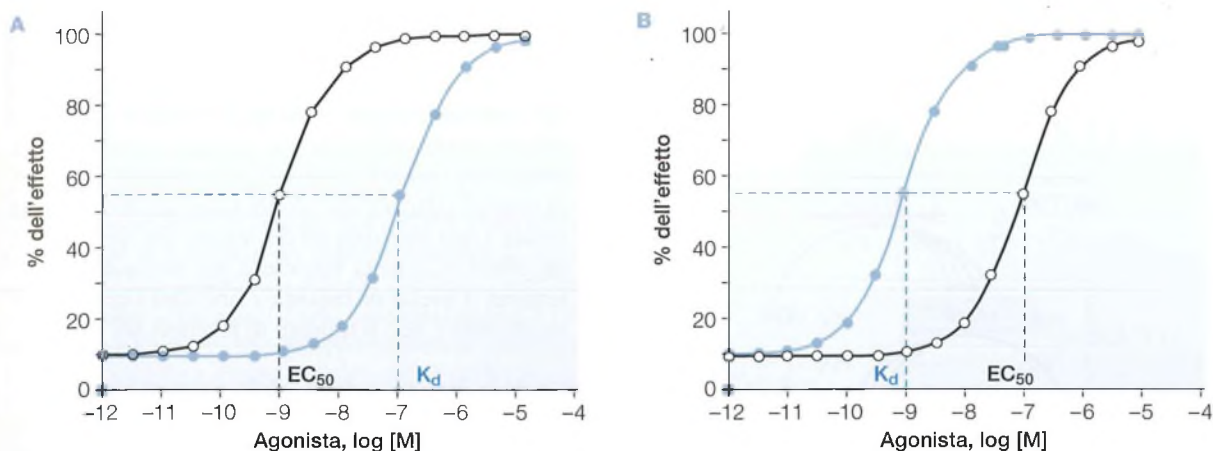 A
% dell'effetto
100
80
60
40
20
0
EC50
Kd
–12 –11 –10 –9 –8 –7 –6 –5 –4
Agonista, log [M]
B
% dell'effetto
100
80
60
40
20
0
Kd
EC50
–12 –11 –10 –9 –8 –7 –6 –5 –4
Agonista, log [M]